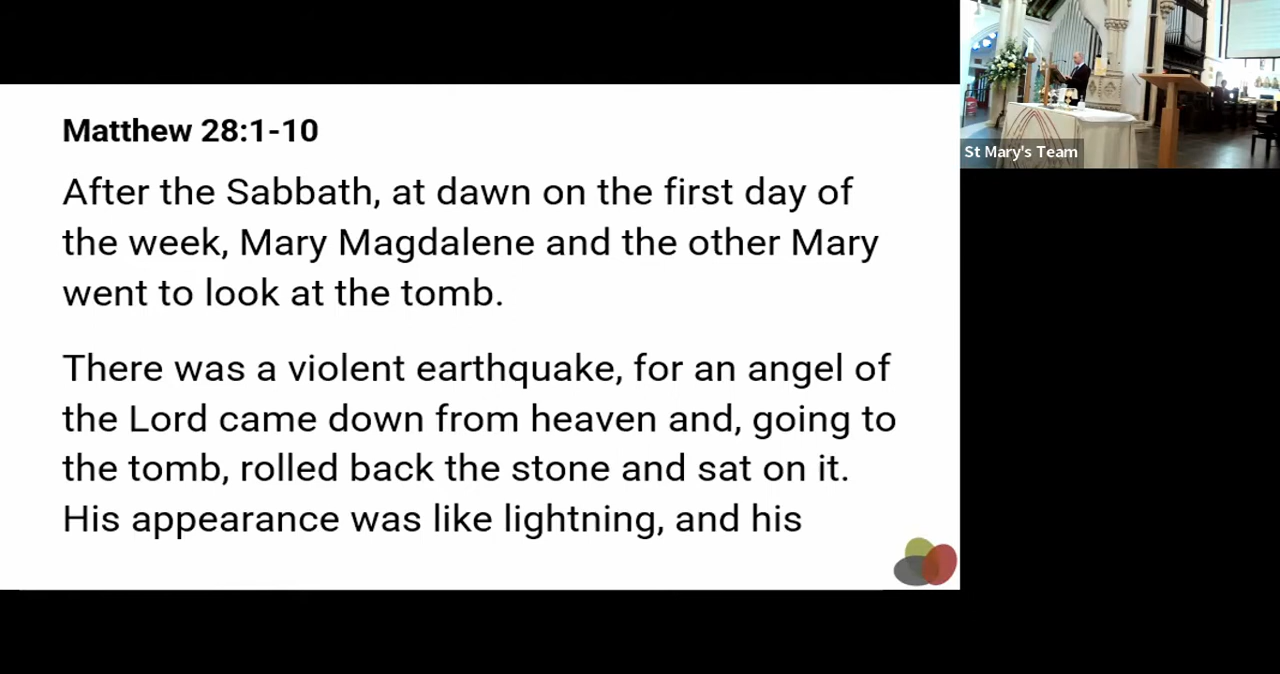 Matthew 28:1-10
After the Sabbath, at dawn on the first day of
the week, Mary Magdalene and the other Mary
went to look at the tomb.
There was a violent earthquake, for an angel of
the Lord came down from heaven and, going to
the tomb, rolled back the stone and sat on it.
His appearance was like lightning, and his
St Mary's Team